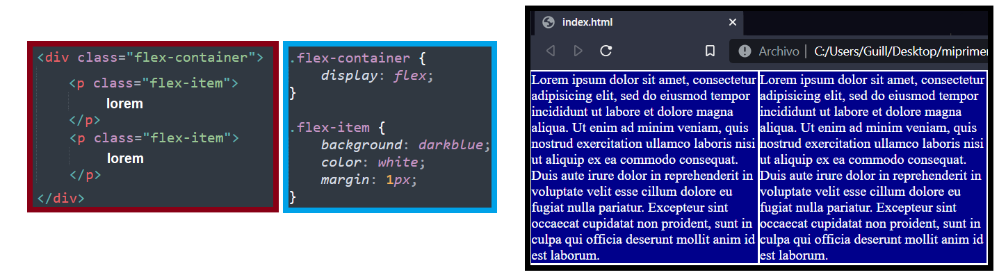 <div class="flex-container">
<p class="flex-item">
lorem
</p>
<p class="flex-item">
lorem
</p>
</div>
.flex-container {
display: flex;
}
.flex-item {
background: darkblue;
color: white;
margin: 1px;
}
index.html
Archivo | C:/Users/Guill/Desktop/miprimer
Lorem ipsum dolor sit amet, consectetur
adipisicing elit, sed do eiusmod tempor
incididunt ut labore et dolore magna
aliqua. Ut enim ad minim veniam, quis
nostrud exercitation ullamco laboris nisi
ut aliquip ex ea commodo consequat.
Duis aute irure dolor in reprehenderit in
voluptate velit esse cillum dolore eu
fugiat nulla pariatur. Excepteur sint
occaecat cupidatat non proident, sunt in
culpa qui officia deserunt mollit anim id
est laborum.
Lorem ipsum dolor sit amet, consectetur
adipisicing elit, sed do eiusmod tempor
incididunt ut labore et dolore magna
aliqua. Ut enim ad minim veniam, quis
nostrud exercitation ullamco laboris nisi
ut aliquip ex ea commodo consequat.
Duis aute irure dolor in reprehenderit in
voluptate velit esse cillum dolore eu
fugiat nulla pariatur. Excepteur sint
occaecat cupidatat non proident, sunt in
culpa qui officia deserunt mollit anim id
est laborum.